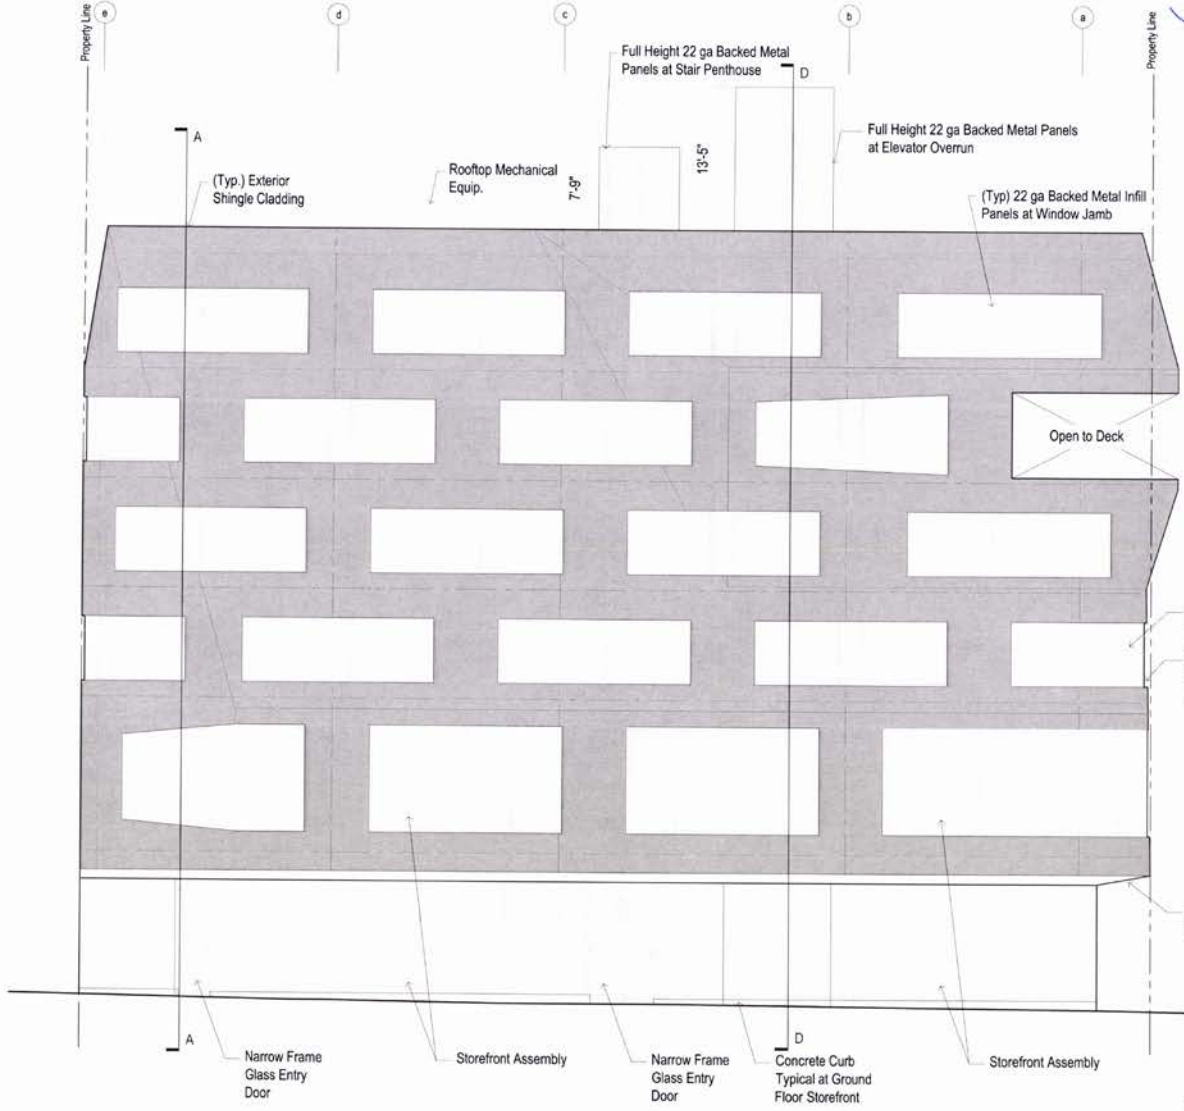 Property Line
e
d
c
b
a
Property Line
Full Height 22 ga Backed Metal
Panels at Stair Penthouse
D
A
Full Height 22 ga Backed Metal Panels
at Elevator Overrun
(Typ.) Exterior
Shingle Cladding
Rooftop Mechanical
Equip.
7'-9"
13'-5"
(Typ) 22 ga Backed Metal Infill
Panels at Window Jamb
Open to Deck
A
D
Narrow Frame
Glass Entry
Door
Storefront Assembly
Narrow Frame
Glass Entry
Door
Concrete Curb
Typical at Ground
Floor Storefront
Storefront Assembly